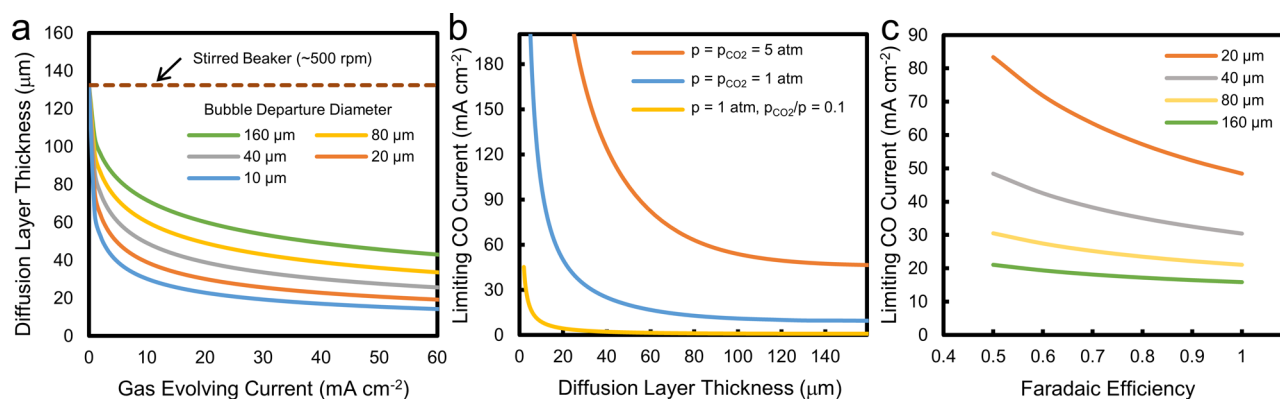 a
160
140
120
100
80
60
40
20
0
Diffusion Layer Thickness (μm)
Stirred Beaker (~500 rpm)
Bubble Departure Diameter
160 μm
80 μm
40 μm
20 μm
10 μm
0 10 20 30 40 50 60
Gas Evolving Current (mA cm⁻²)
b
180
150
120
90
60
30
0
Limiting CO Current (mA cm⁻²)
p = p_CO2 = 5 atm
p = p_CO2 = 1 atm
p = 1 atm, p_CO2/p = 0.1
0 20 40 60 80 100 120 140
Diffusion Layer Thickness (μm)
c
90
80
70
60
50
40
30
20
10
0
Limiting CO Current (mA cm⁻²)
20 μm
40 μm
80 μm
160 μm
0.4 0.5 0.6 0.7 0.8 0.9 1
Faradaic Efficiency